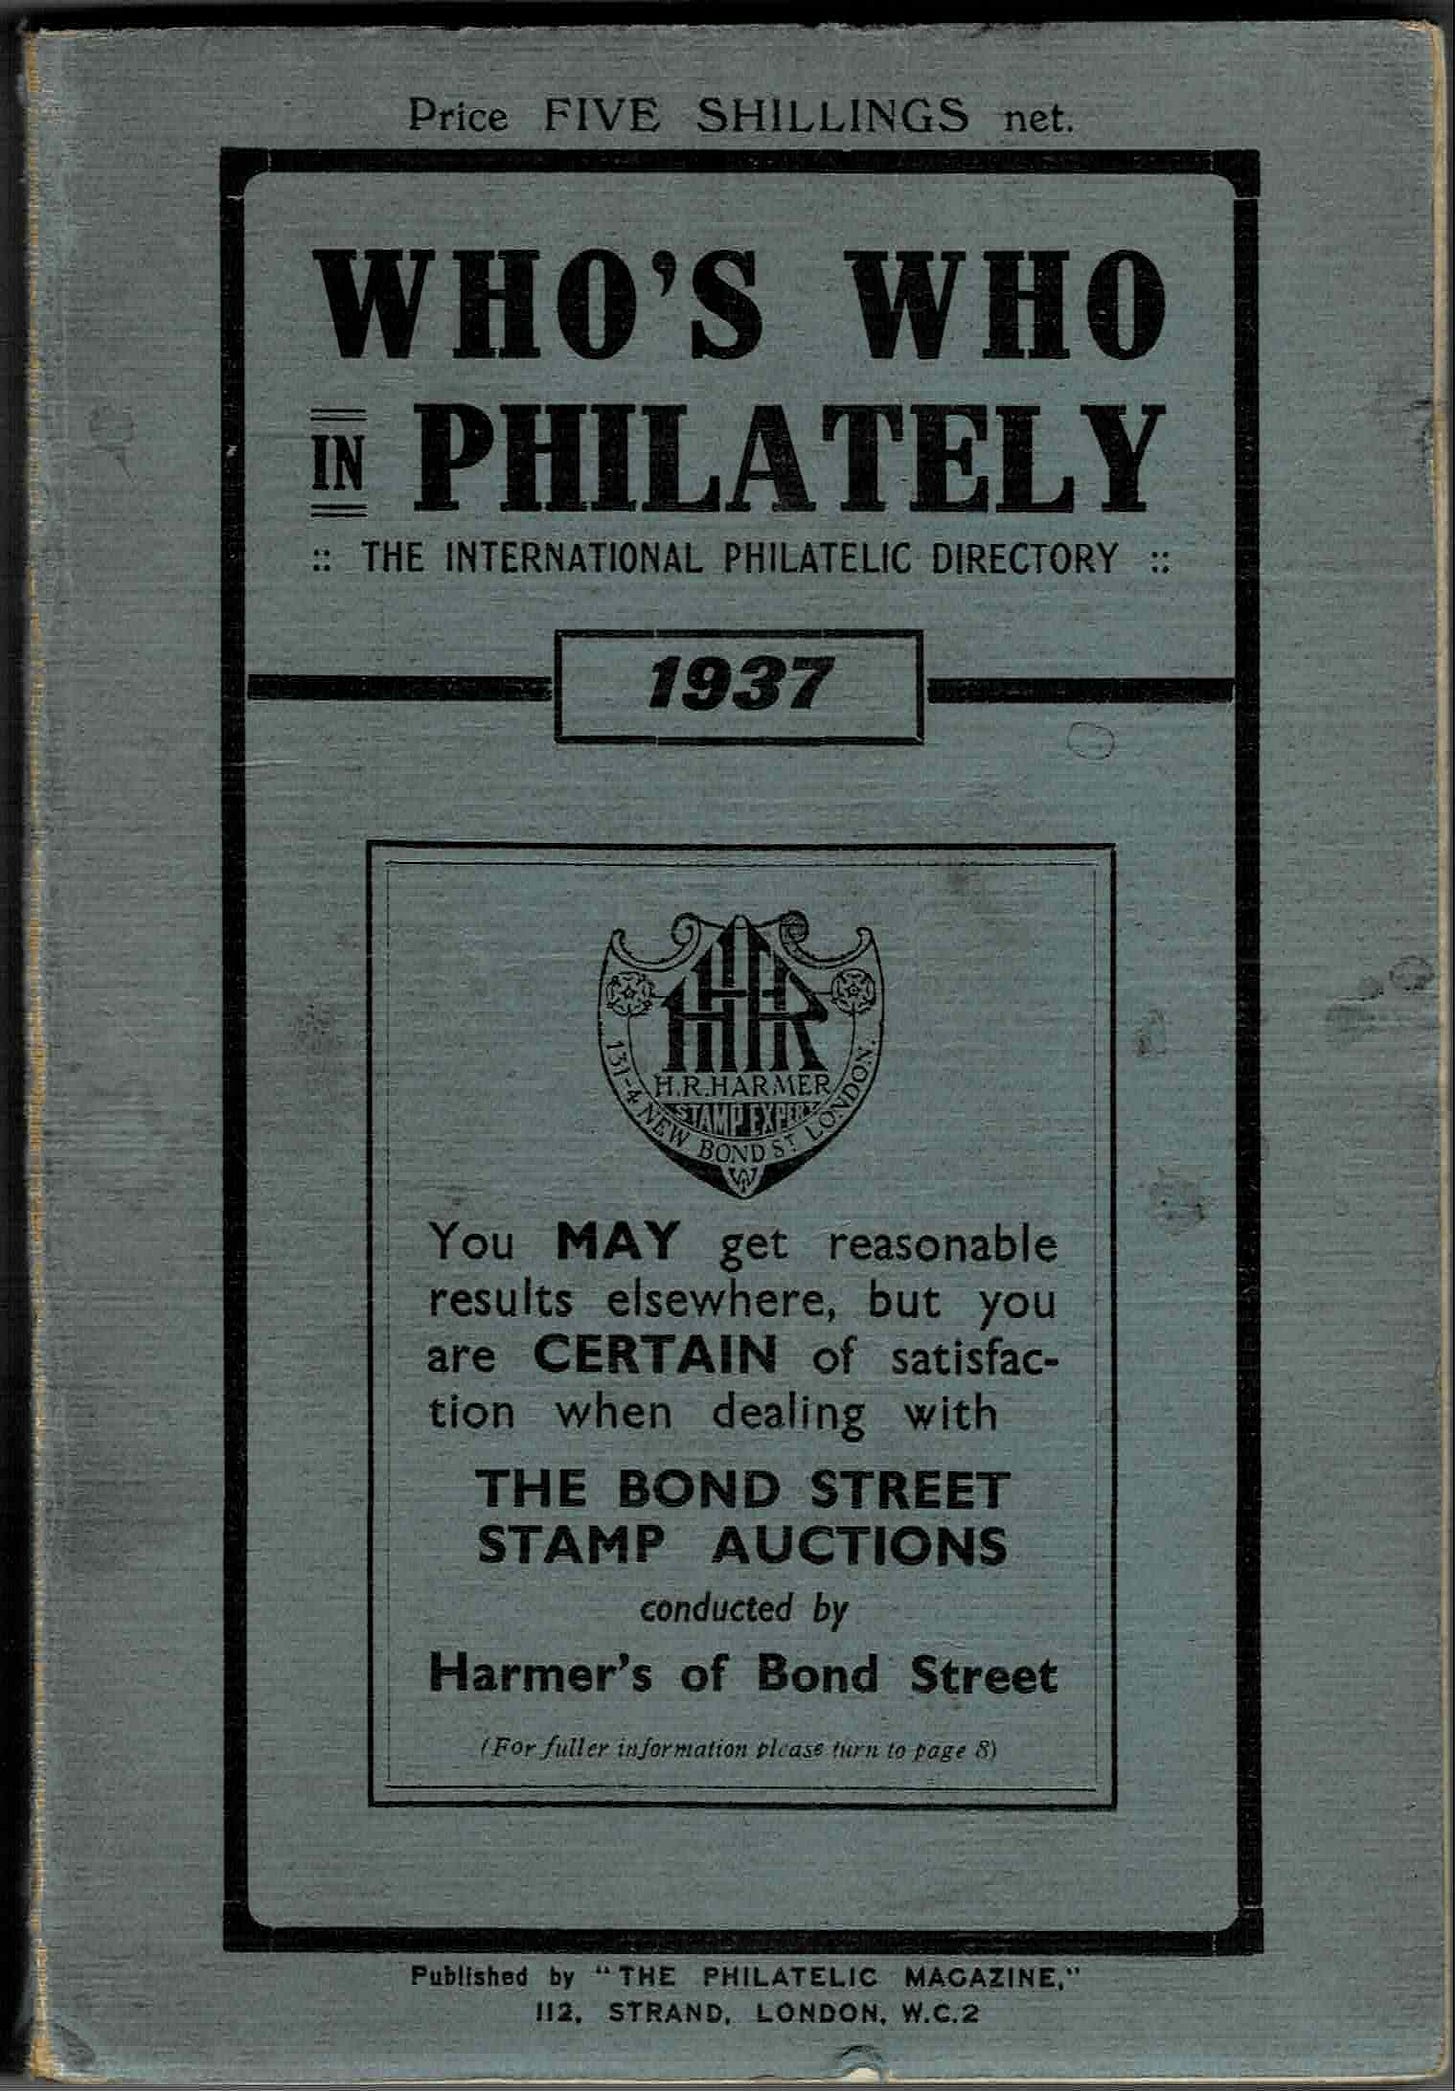 Price FIVE SHILLINGS net.
WHO'S WHO
IN PHILATELY
:: THE INTERNATIONAL PHILATELIC DIRECTORY ::
1937
HRH
H.R.HARMER
STAMP EXPERT
131-4 NEW BOND ST. LONDON.
You MAY get reasonable
results elsewhere, but you
are CERTAIN of satisfac-
tion when dealing with
THE BOND STREET
STAMP AUCTIONS
conducted by
Harmer's of Bond Street
(For fuller information please turn to page 8)
Published by "THE PHILATELIC MAGAZINE,"
112, STRAND, LONDON, W.C.2